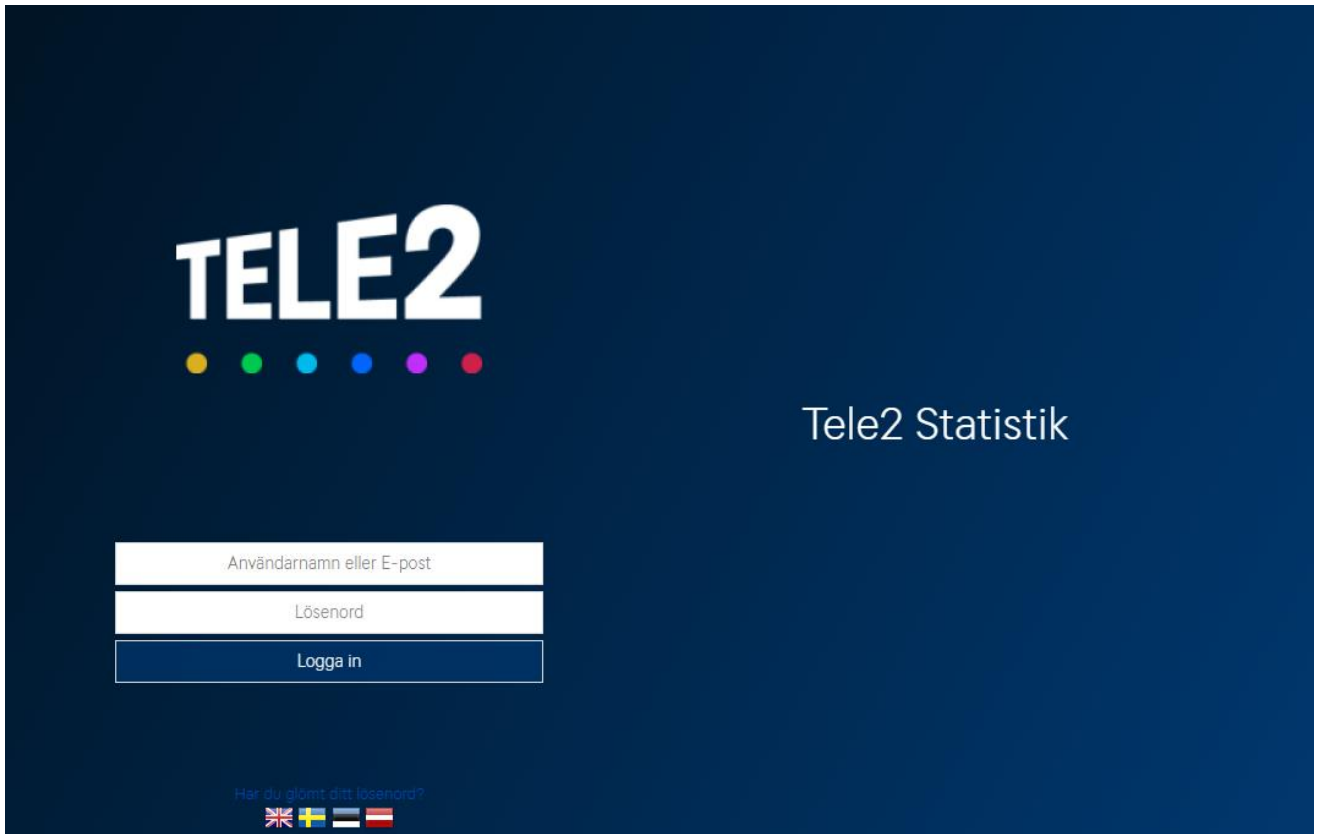 TELE2
Tele2 Statistik
Användarnamn eller E-post
Lösenord
Logga in
Har du glömt ditt lösenord?